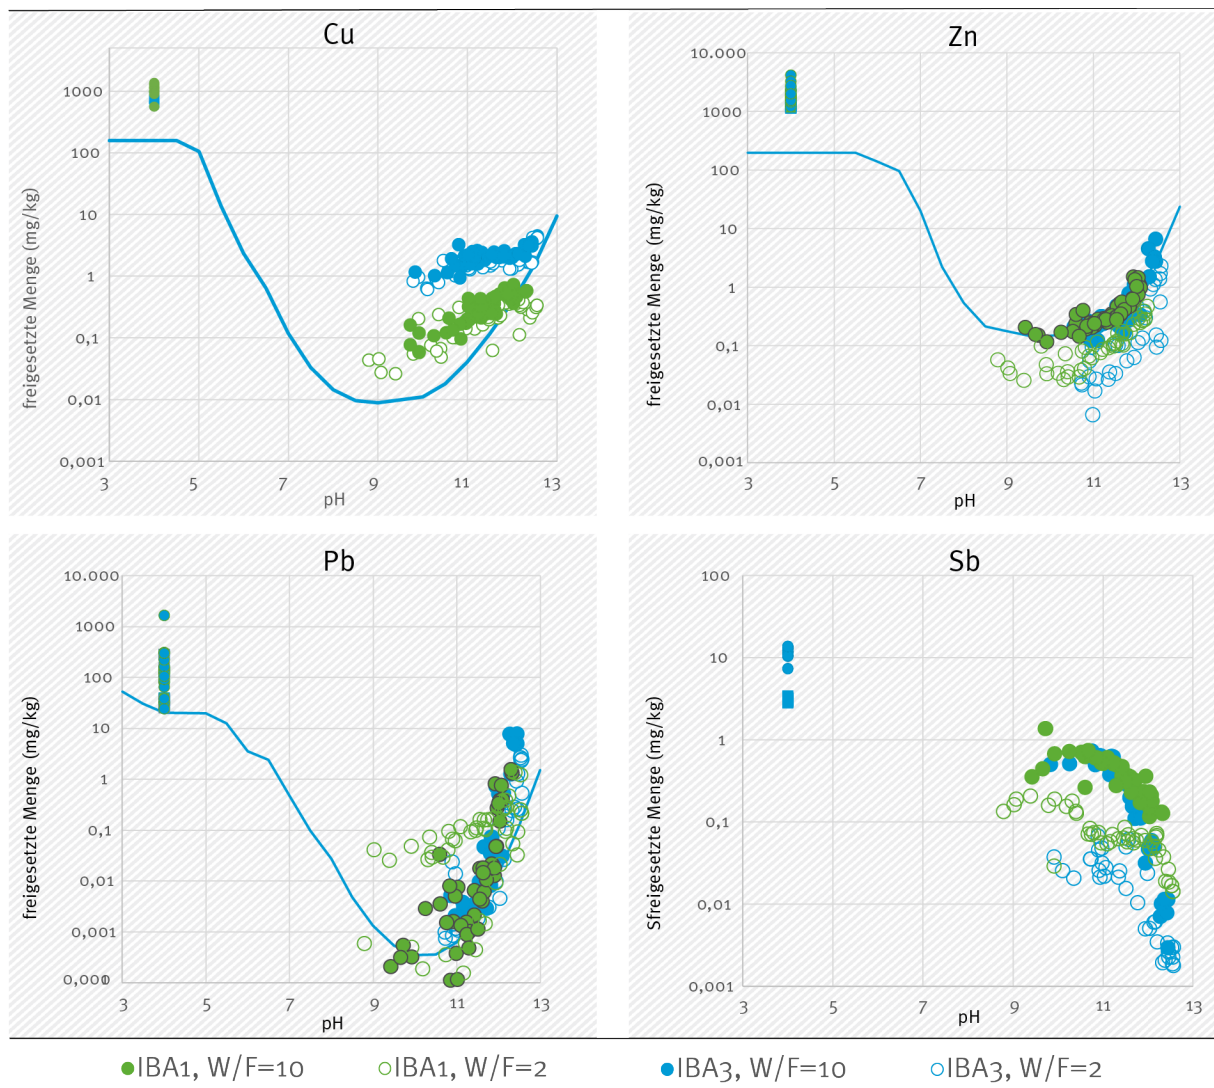 Cu
1000
100
10
1
0,1
0,01
0,001
3 5 7 9 11 13
pH
freigesetzte Menge (mg/kg)
Zn
10.000
1000
100
10
1
0,1
0,01
0,001
3 5 7 9 11 13
pH
freigesetzte Menge (mg/kg)
Pb
10.000
1000
100
10
1
0,1
0,01
0,001
3 5 7 9 11 13
pH
freigesetzte Menge (mg/kg)
Sb
100
10
1
0,1
0,01
0,001
3 5 7 9 11 13
pH
Sfreigesetzte Menge (mg/kg)
IBA1, W/F=10 IBA1, W/F=2 IBA3, W/F=10 IBA3, W/F=2